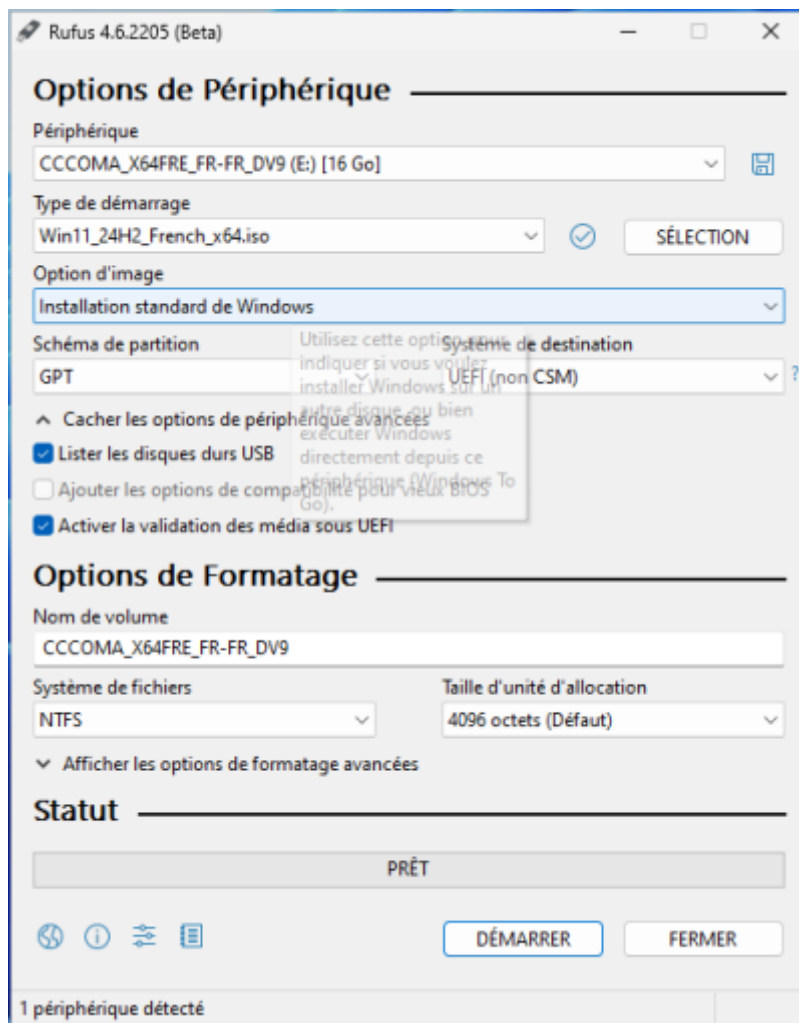 Rufus 4.6.2205 (Beta)
Options de Périphérique
Périphérique
CCCOMA_X64FRE_FR-FR_DV9 (E:) [16 Go]
Type de démarrage
Win11_24H2_French_x64.iso
SÉLECTION
Option d'image
Installation standard de Windows
Schéma de partition
Système de destination
GPT
UEFI (non CSM)
?
Utilisez cette option pour
indiquer si vous voulez
installer Windows sur un
autre disque, ou bien
exécuter Windows
directement depuis ce
périphérique (Windows To
Go).
Cacher les options de périphérique avancées
Lister les disques durs USB
Ajouter les options de compatibilité pour vieux BIOS
Activer la validation des média sous UEFI
Options de Formatage
Nom de volume
CCCOMA_X64FRE_FR-FR_DV9
Système de fichiers
Taille d'unité d'allocation
NTFS
4096 octets (Défaut)
Afficher les options de formatage avancées
Statut
PRÊT
DÉMARRER
FERMER
1 périphérique détecté